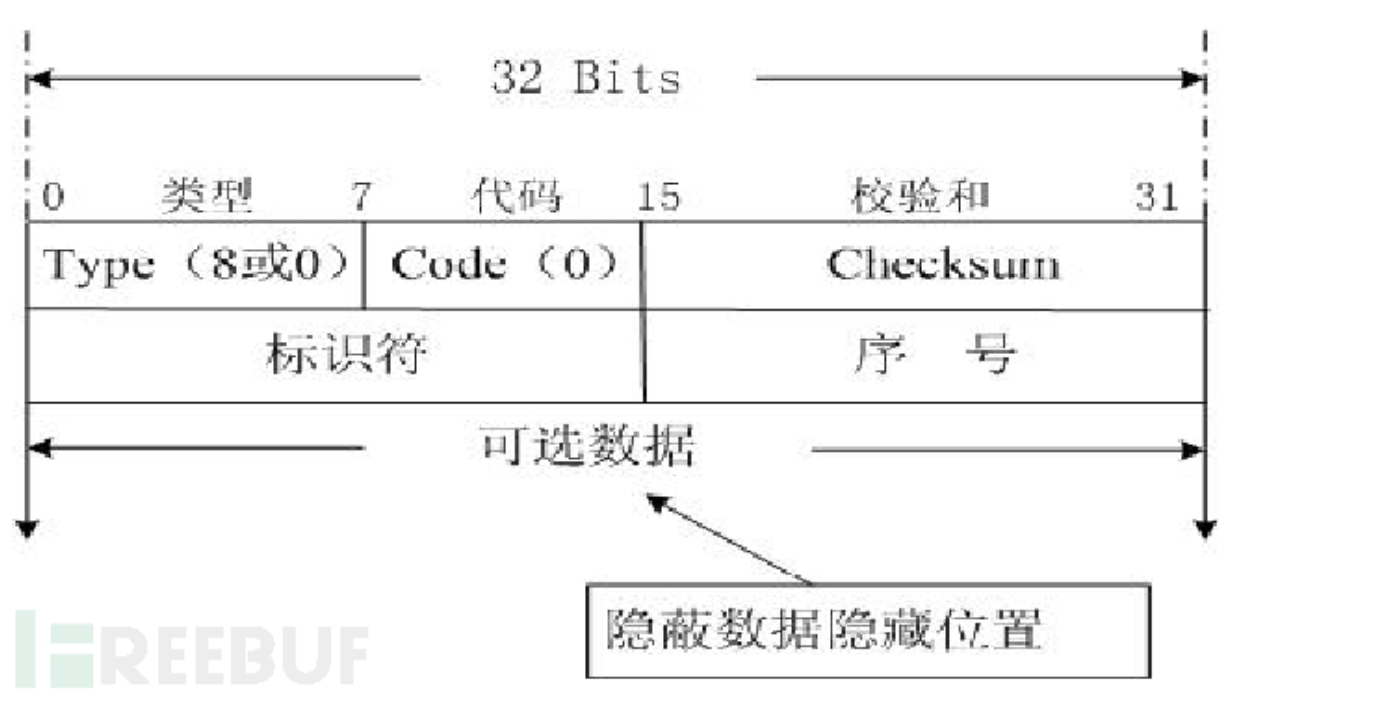 32 Bits
0 类型 7 代码 15 校验和 31
Type（8或0） Code（0） Checksum
标识符 序 号
可选数据
隐蔽数据隐藏位置
FREEBUF